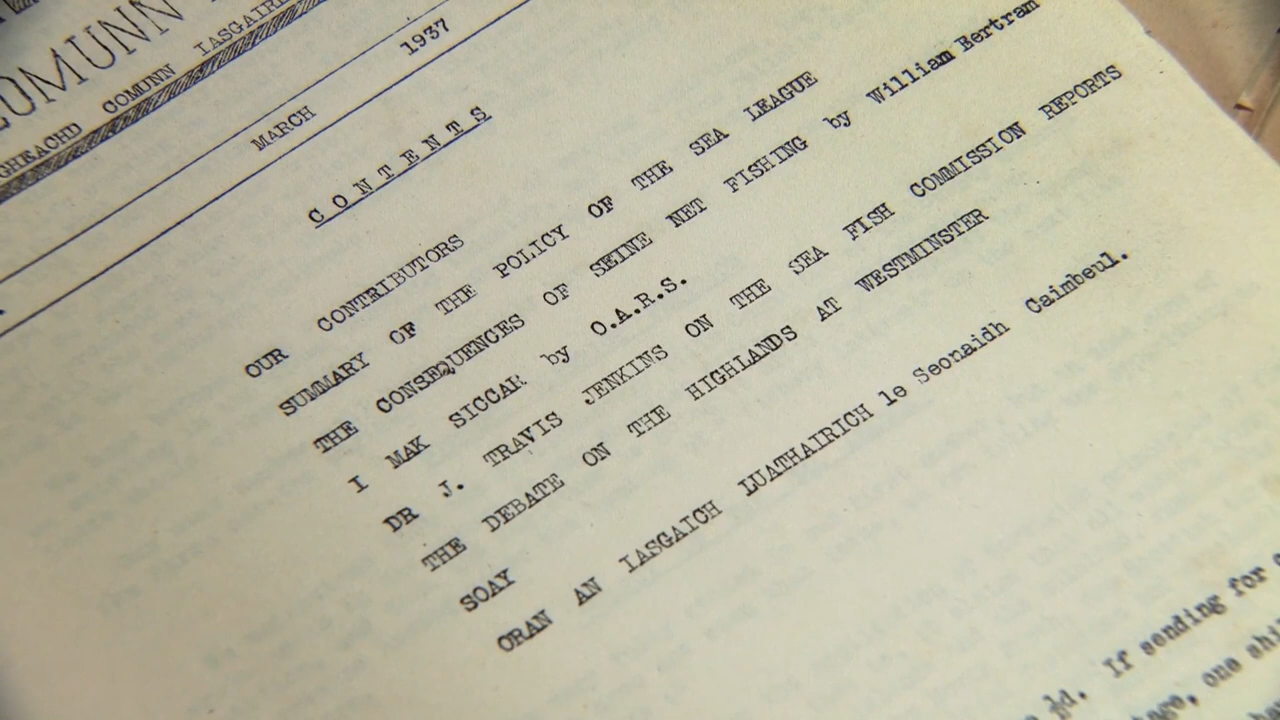 COMUNN
COMUNN
MARCH 1937
CONTENTS
OUR CONTRIBUTORS
SUMMARY OF THE POLICY OF THE SEA LEAGUE
THE CONSEQUENCES OF SEINE NET FISHING by William Bertram
I MAK SICCAR by O.A.R.S.
DR J. TRAVIS JENKINS ON THE SEA FISH COMMISSION REPORTS
THE DEBATE ON THE HIGHLANDS AT WESTMINSTER
SOAY
ORAN AN IASGAICH LUATHAIRICH le Seonaidh Caimbeul.
If sending for
one